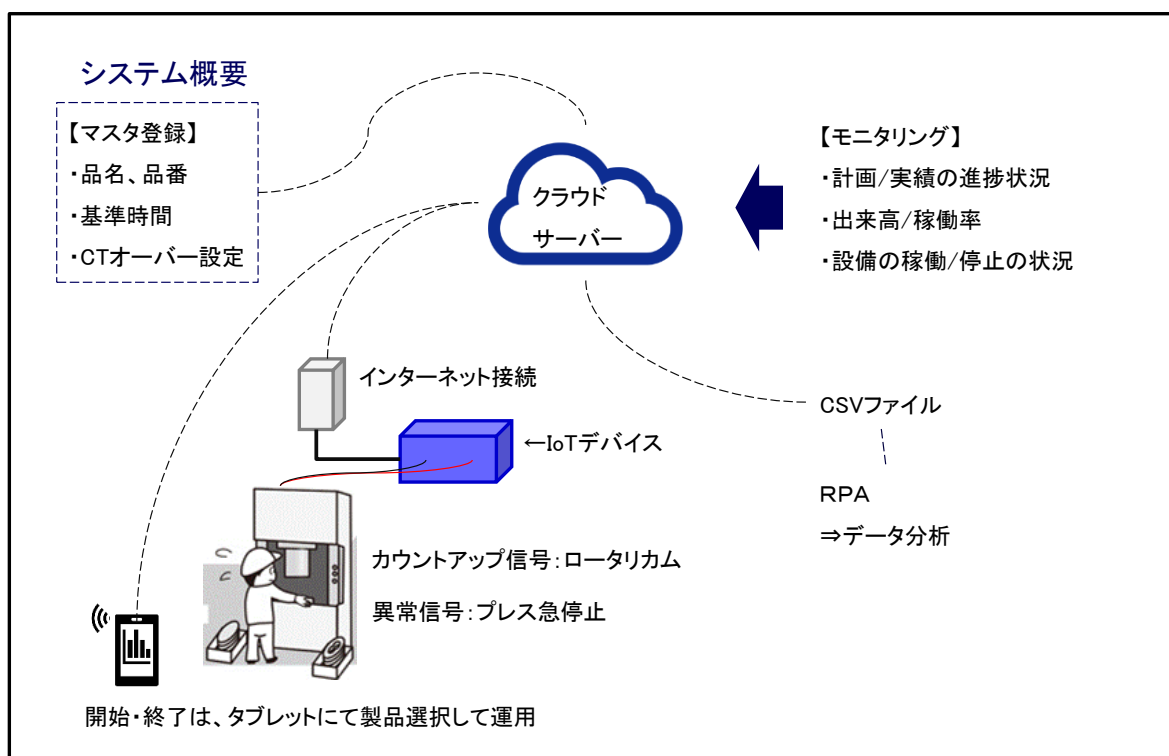 システム概要
【マスタ登録】
・品名、品番
・基準時間
・CTオーバー設定
クラウド
サーバー
【モニタリング】
・計画/実績の進捗状況
・出来高/稼働率
・設備の稼働/停止の状況
インターネット接続
←IoTデバイス
CSVファイル
RPA
⇒データ分析
カウントアップ信号：ロータリカム
異常信号：プレス急停止
開始・終了は、タブレットにて製品選択して運用